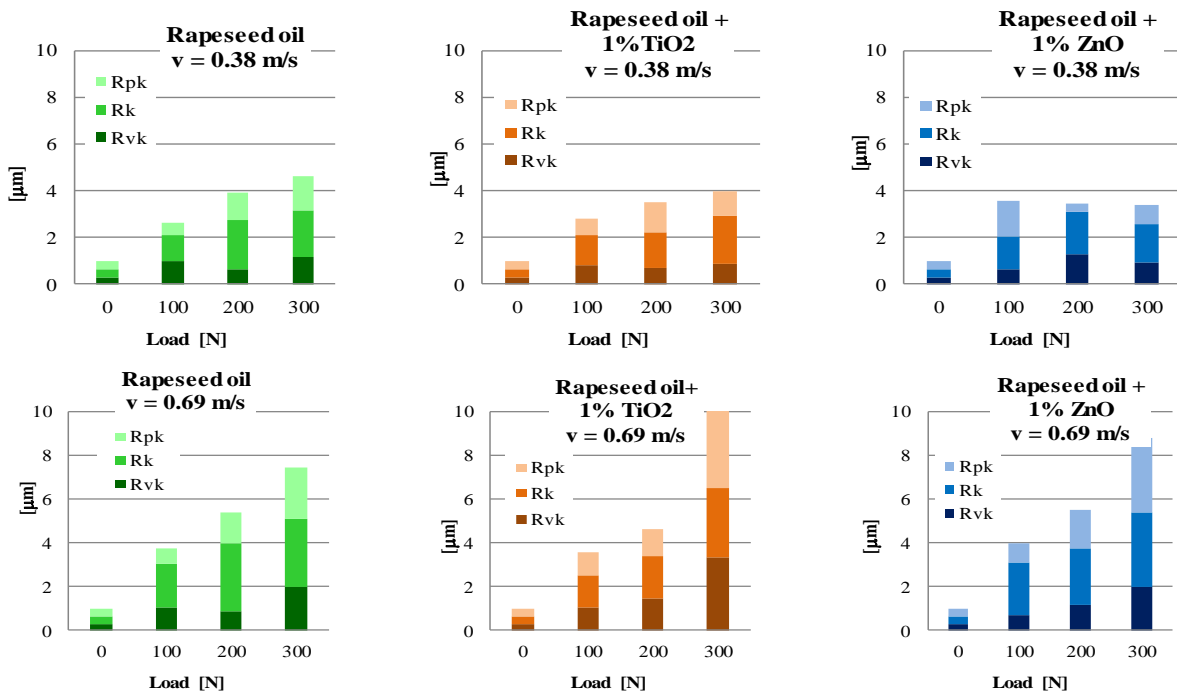 Rapeseed oil
v = 0.38 m/s
10
8
6
4
2
0
[μm]
Rpk
Rk
Rvk
0 100 200 300
Load [N]
Rapeseed oil +
1%TiO2
v = 0.38 m/s
10
8
6
4
2
0
[μm]
Rpk
Rk
Rvk
0 100 200 300
Load [N]
Rapeseed oil +
1% ZnO
v = 0.38 m/s
10
8
6
4
2
0
[μm]
Rpk
Rk
Rvk
0 100 200 300
Load [N]
Rapeseed oil
v = 0.69 m/s
10
8
6
4
2
0
[μm]
Rpk
Rk
Rvk
0 100 200 300
Load [N]
Rapeseed oil+
1% TiO2
v = 0.69 m/s
10
8
6
4
2
0
[μm]
Rpk
Rk
Rvk
0 100 200 300
Load [N]
Rapeseed oil +
1% ZnO
v = 0.69 m/s
10
8
6
4
2
0
[μm]
Rpk
Rk
Rvk
0 100 200 300
Load [N]